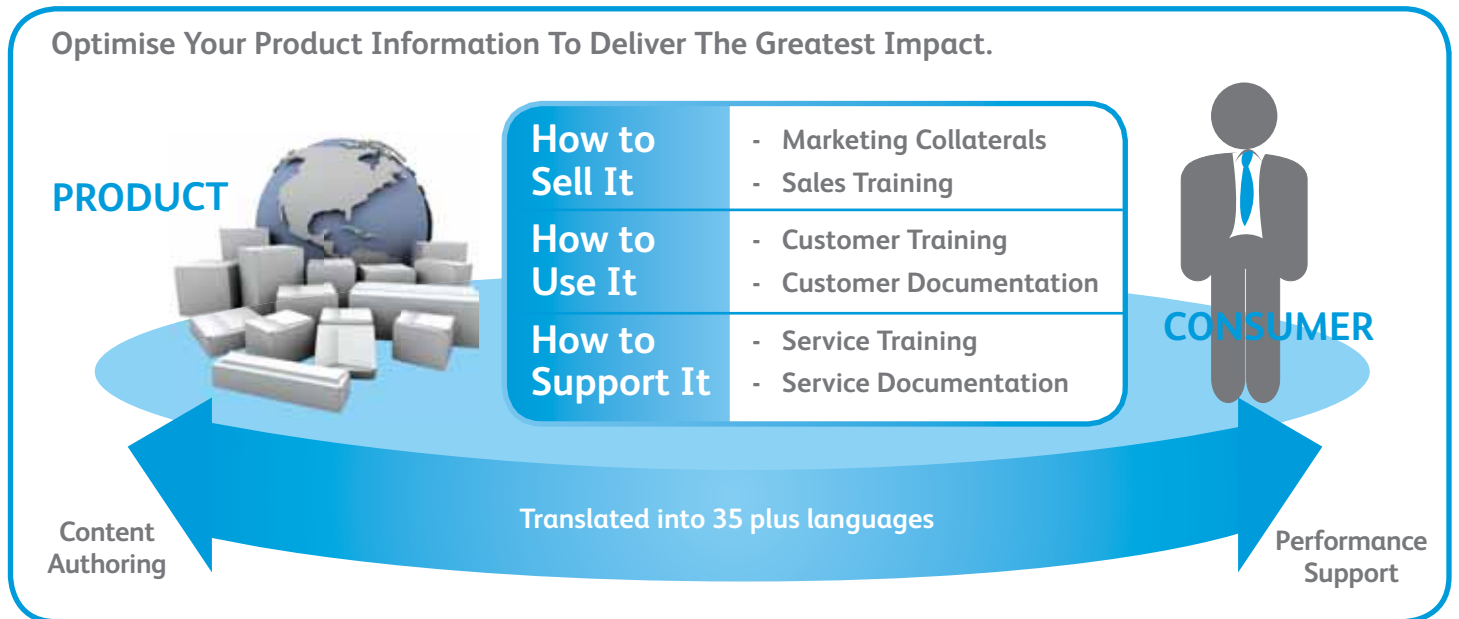 Optimise Your Product Information To Deliver The Greatest Impact.
PRODUCT
How to
Sell It
- Marketing Collaterals
- Sales Training
How to
Use It
- Customer Training
- Customer Documentation
How to
Support It
- Service Training
- Service Documentation
CONSUMER
Translated into 35 plus languages
Content
Authoring
Performance
Support